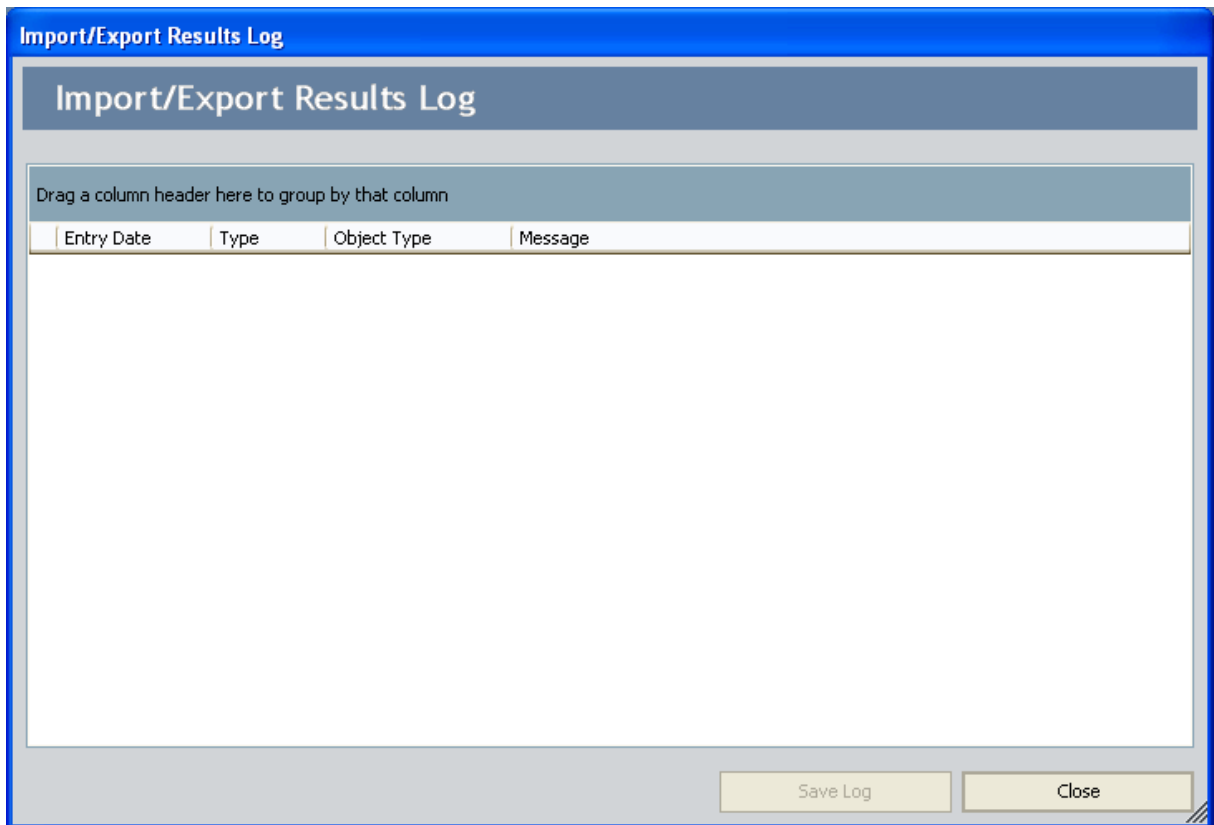 Import/Export Results Log
Import/Export Results Log
Drag a column header here to group by that column
Entry Date Type Object Type Message
Save Log Close